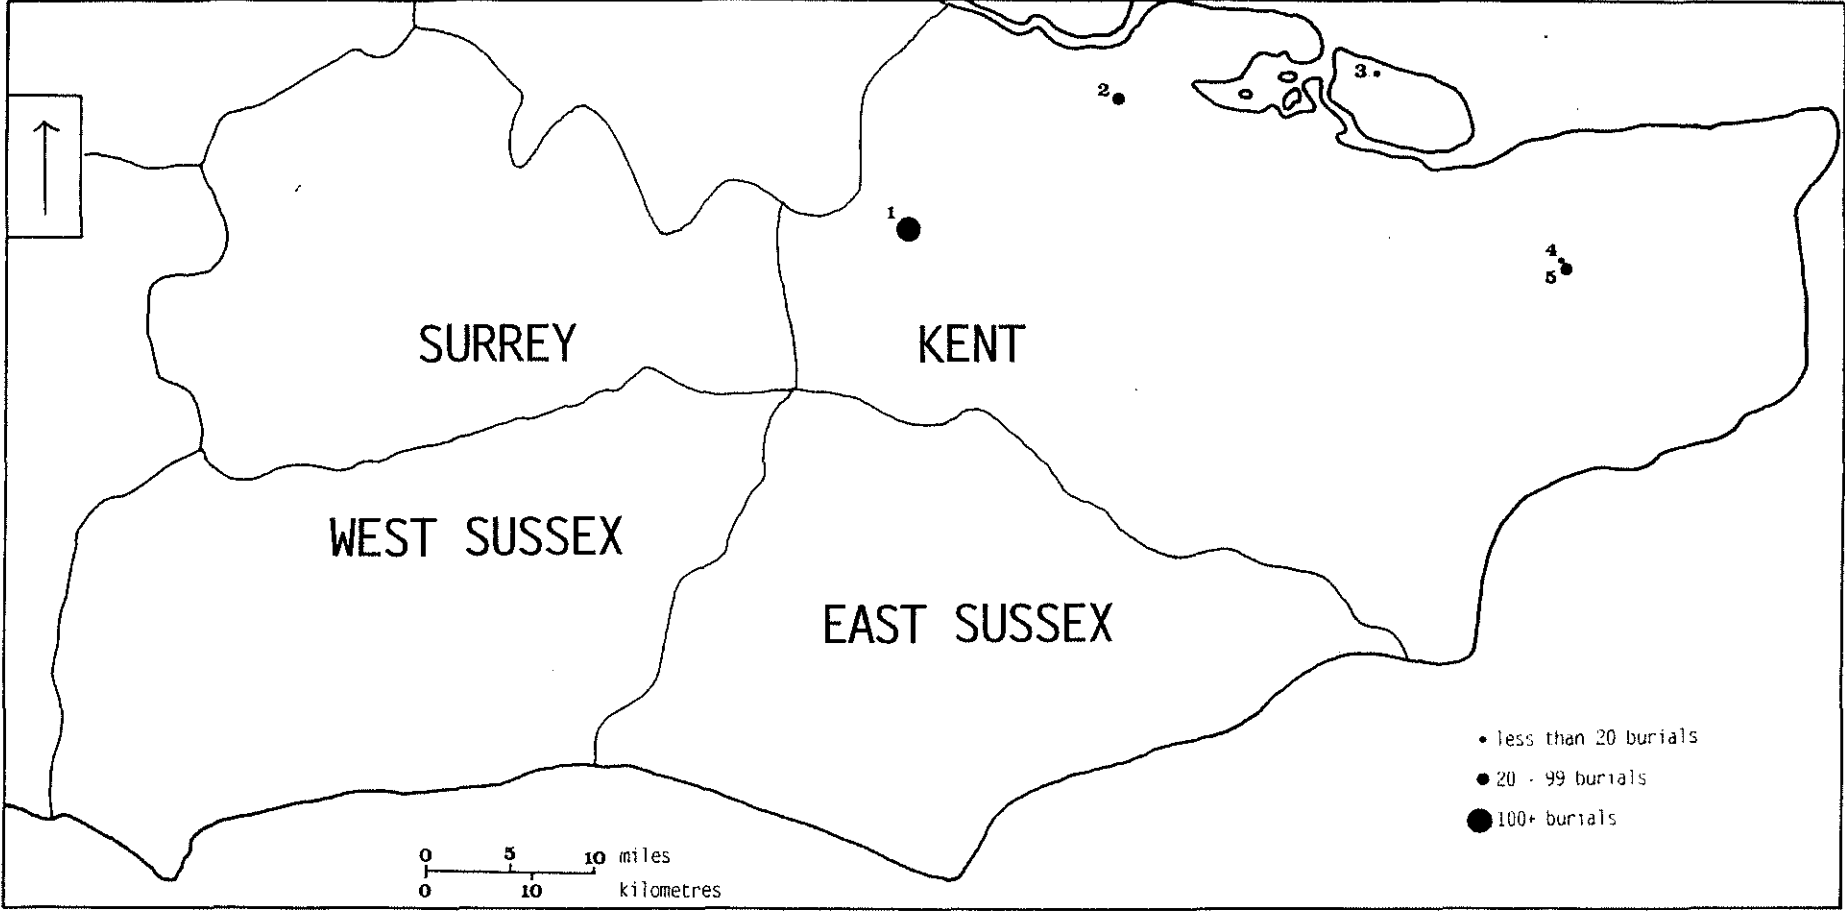 3
2
1
4
5
SURREY
KENT
WEST SUSSEX
EAST SUSSEX
less than 20 burials
20 - 99 burials
100+ burials
0 5 10 miles
0 10 kilometres